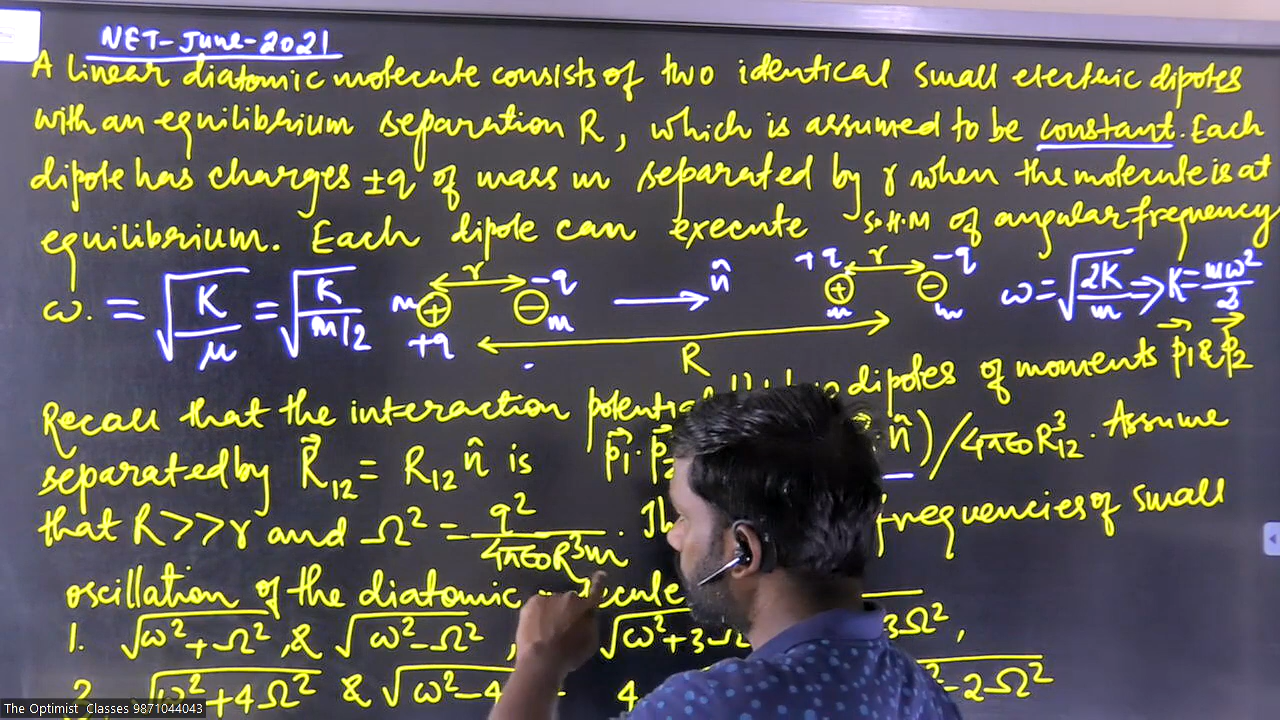 NET-June-2021
A linear diatomic molecule consists of two identical small electric dipoles
with an equilibrium separation R, which is assumed to be constant. Each
dipole has charges ±q of mass m separated by r when the molecule is at
equilibrium. Each dipole can execute S.H.M of angular frequency
ω. = √(K/μ) = √(K/(m/2)) m + +q r - -q m → n̂ +q + m r - -q m ω = √(2K/m) → K = mω²/2
R
Recall that the interaction dipoles of moments p⃗1 & p⃗2
separated by R⃗12 = R12 n̂ is p⃗1 · n̂)/4πε0R³12. Assume
that R>>r and Ω² = q²/4πε0R³m. frequencies of small
oscillation of the diatomic
1. √ω²+Ω² , & √ω²-Ω² , √ω²+3 3Ω²,
2. √ω²+4Ω² & √ω²-4 4 -2Ω²
The Optimist Classes 9871044043